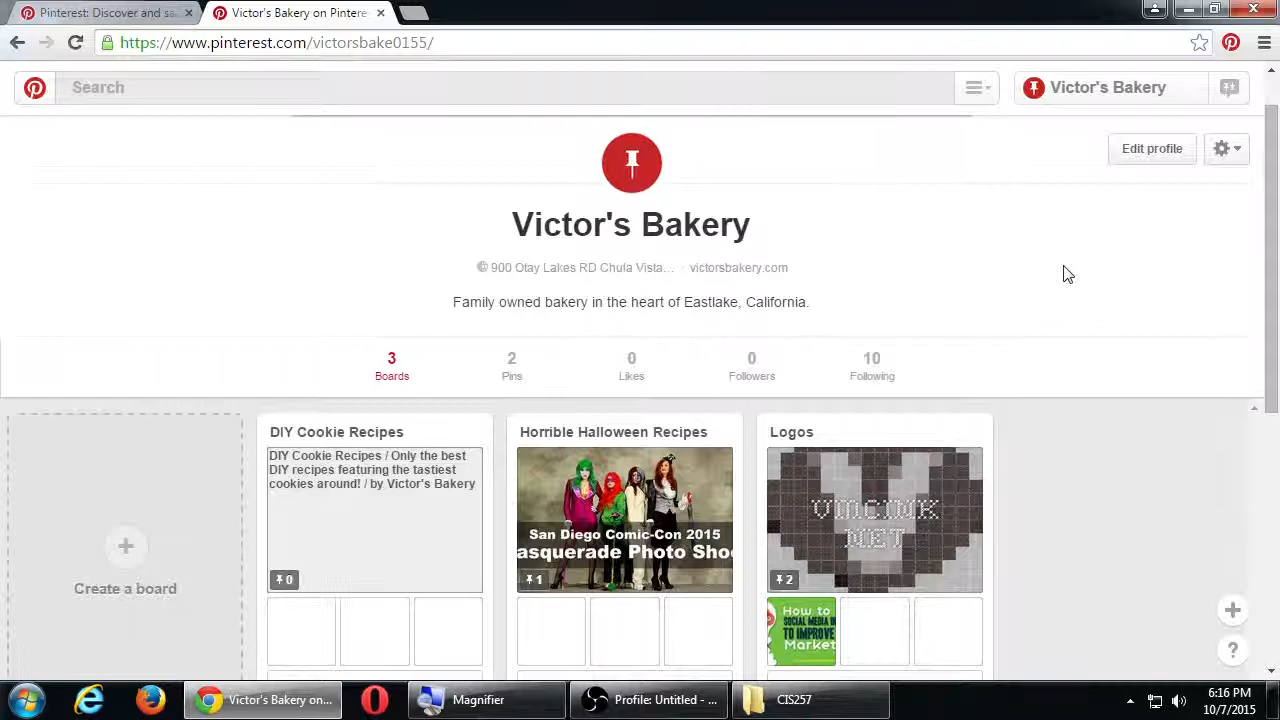 Pinterest: Discover and sa
Victor's Bakery on Pintere
https://www.pinterest.com/victorsbake0155/
Search
Victor's Bakery
Edit profile
Victor's Bakery
900 Otay Lakes RD Chula Vista... · victorsbakery.com
Family owned bakery in the heart of Eastlake, California.
3 2 0 0 10
Boards Pins Likes Followers Following
Create a board
DIY Cookie Recipes
DIY Cookie Recipes / Only the best
DIY recipes featuring the tastiest
cookies around! / by Victor's Bakery
0
Horrible Halloween Recipes
San Diego Comic-Con 2015
asquerade Photo Shoo
1
Logos
VINCINK
NET
2
How to
SOCIAL MEDIA IN
TO IMPROVE
Market
?
Victor's Bakery on...
Magnifier
Profile: Untitled - ...
CIS257
6:16 PM
10/7/2015